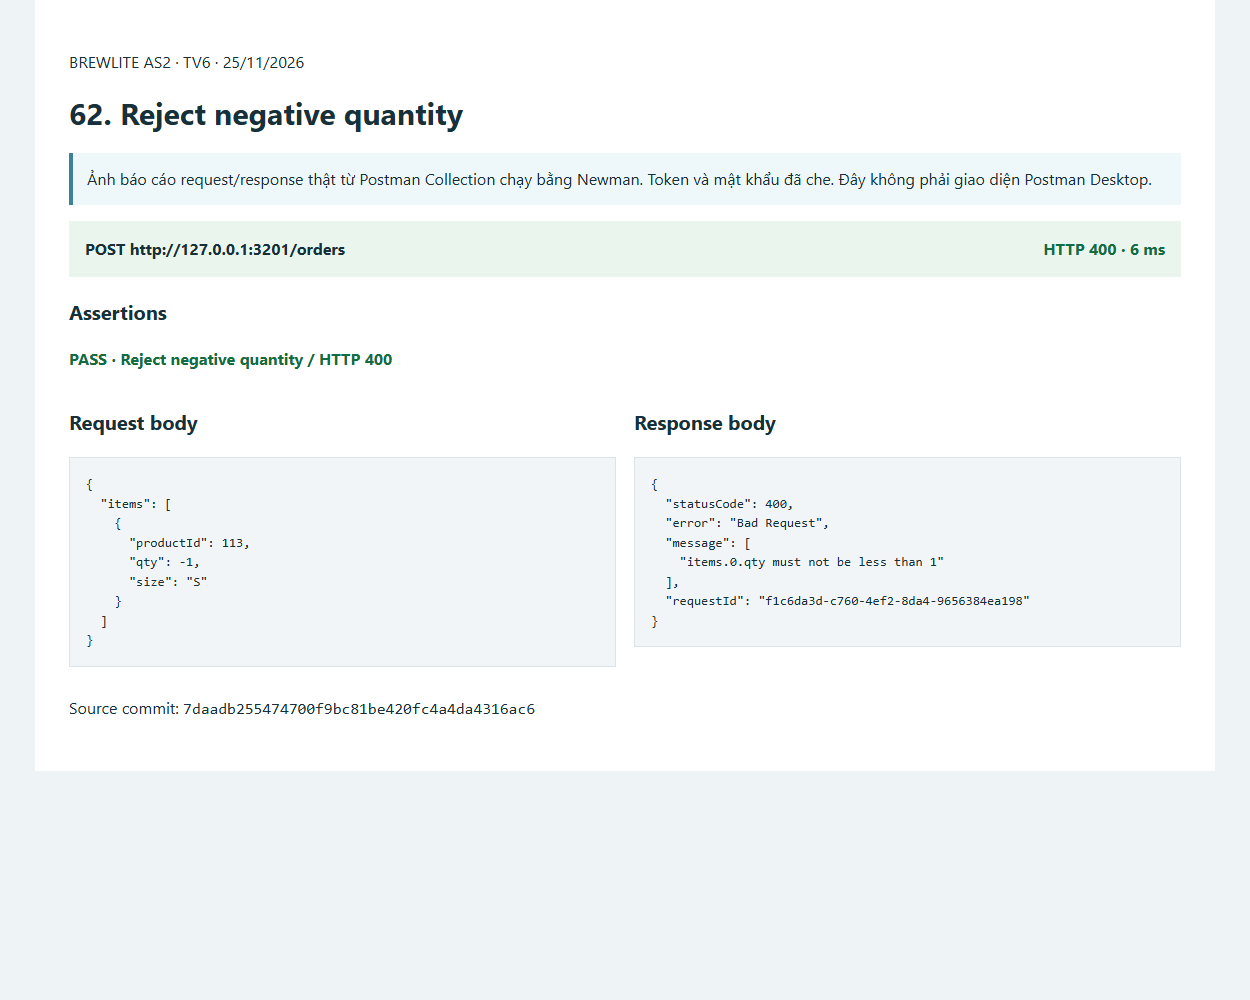 BREWLITE AS2 · TV6 · 25/11/2026
62. Reject negative quantity
Ảnh báo cáo request/response thật từ Postman Collection chạy bằng Newman. Token và mật khẩu đã che. Đây không phải giao diện Postman Desktop.
POST http://127.0.0.1:3201/orders
HTTP 400 · 6 ms
Assertions
PASS · Reject negative quantity / HTTP 400
Request body
{
  "items": [
    {
      "productId": 113,
      "qty": -1,
      "size": "S"
    }
  ]
}
Response body
{
  "statusCode": 400,
  "error": "Bad Request",
  "message": [
    "items.0.qty must not be less than 1"
  ],
  "requestId": "f1c6da3d-c760-4ef2-8da4-9656384ea198"
}
Source commit: 7daadb255474700f9bc81be420fc4a4da4316ac6